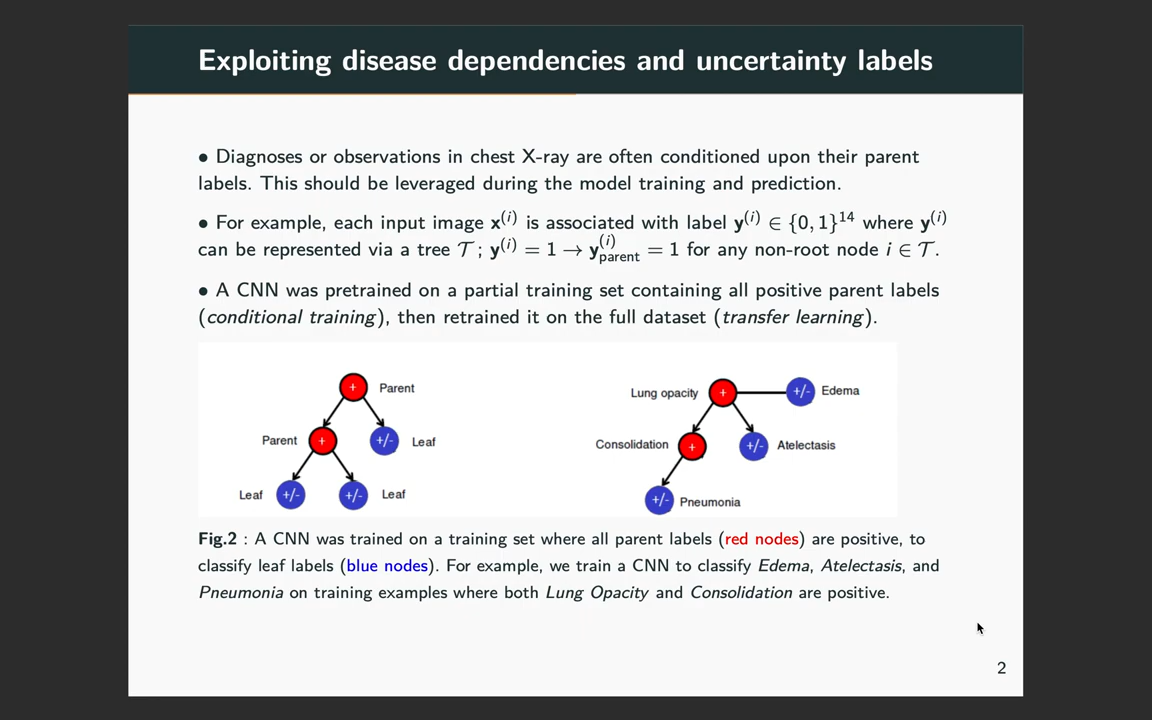 Exploiting disease dependencies and uncertainty labels
• Diagnoses or observations in chest X-ray are often conditioned upon their parent
labels. This should be leveraged during the model training and prediction.
• For example, each input image x⁽ⁱ⁾ is associated with label y⁽ⁱ⁾ ∈ {0, 1}¹⁴ where y⁽ⁱ⁾
can be represented via a tree 𝒯; y⁽ⁱ⁾ = 1 → y⁽ⁱ⁾_parent = 1 for any non-root node i ∈ 𝒯.
• A CNN was pretrained on a partial training set containing all positive parent labels
(conditional training), then retrained it on the full dataset (transfer learning).
+ Parent
Parent + +/- Leaf
Leaf +/- +/- Leaf
Lung opacity + +/- Edema
Consolidation + +/- Atelectasis
+/- Pneumonia
Fig.2 : A CNN was trained on a training set where all parent labels (red nodes) are positive, to
classify leaf labels (blue nodes). For example, we train a CNN to classify Edema, Atelectasis, and
Pneumonia on training examples where both Lung Opacity and Consolidation are positive.
2